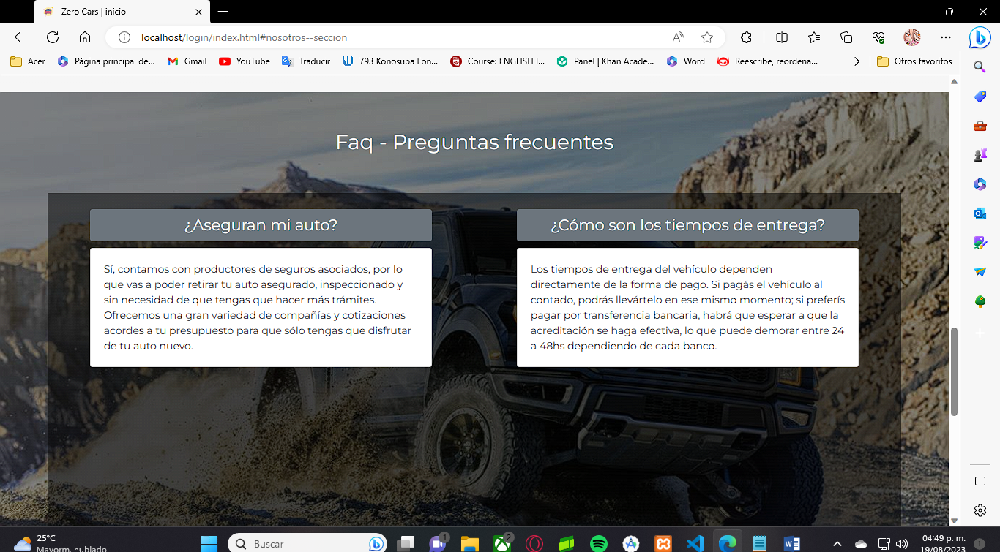 Zero Cars | inicio
localhost/login/index.html#nosotros--seccion
Acer
Página principal de...
Gmail
YouTube
Traducir
793 Konosuba Fon...
Course: ENGLISH I...
Panel | Khan Acade...
Word
Reescribe, reordena...
Otros favoritos
Faq - Preguntas frecuentes
¿Aseguran mi auto?
Sí, contamos con productores de seguros asociados, por lo
que vas a poder retirar tu auto asegurado, inspeccionado y
sin necesidad de que tengas que hacer más trámites.
Ofrecemos una gran variedad de compañías y cotizaciones
acordes a tu presupuesto para que sólo tengas que disfrutar
de tu auto nuevo.
¿Cómo son los tiempos de entrega?
Los tiempos de entrega del vehículo dependen
directamente de la forma de pago. Si pagás el vehículo al
contado, podrás llevártelo en ese mismo momento; si preferís
pagar por transferencia bancaria, habrá que esperar a que la
acreditación se haga efectiva, lo que puede demorar entre 24
a 48hs dependiendo de cada banco.
25°C
Mayorm. nublado
Buscar
1
2
04:49 p. m.
19/08/2023
1